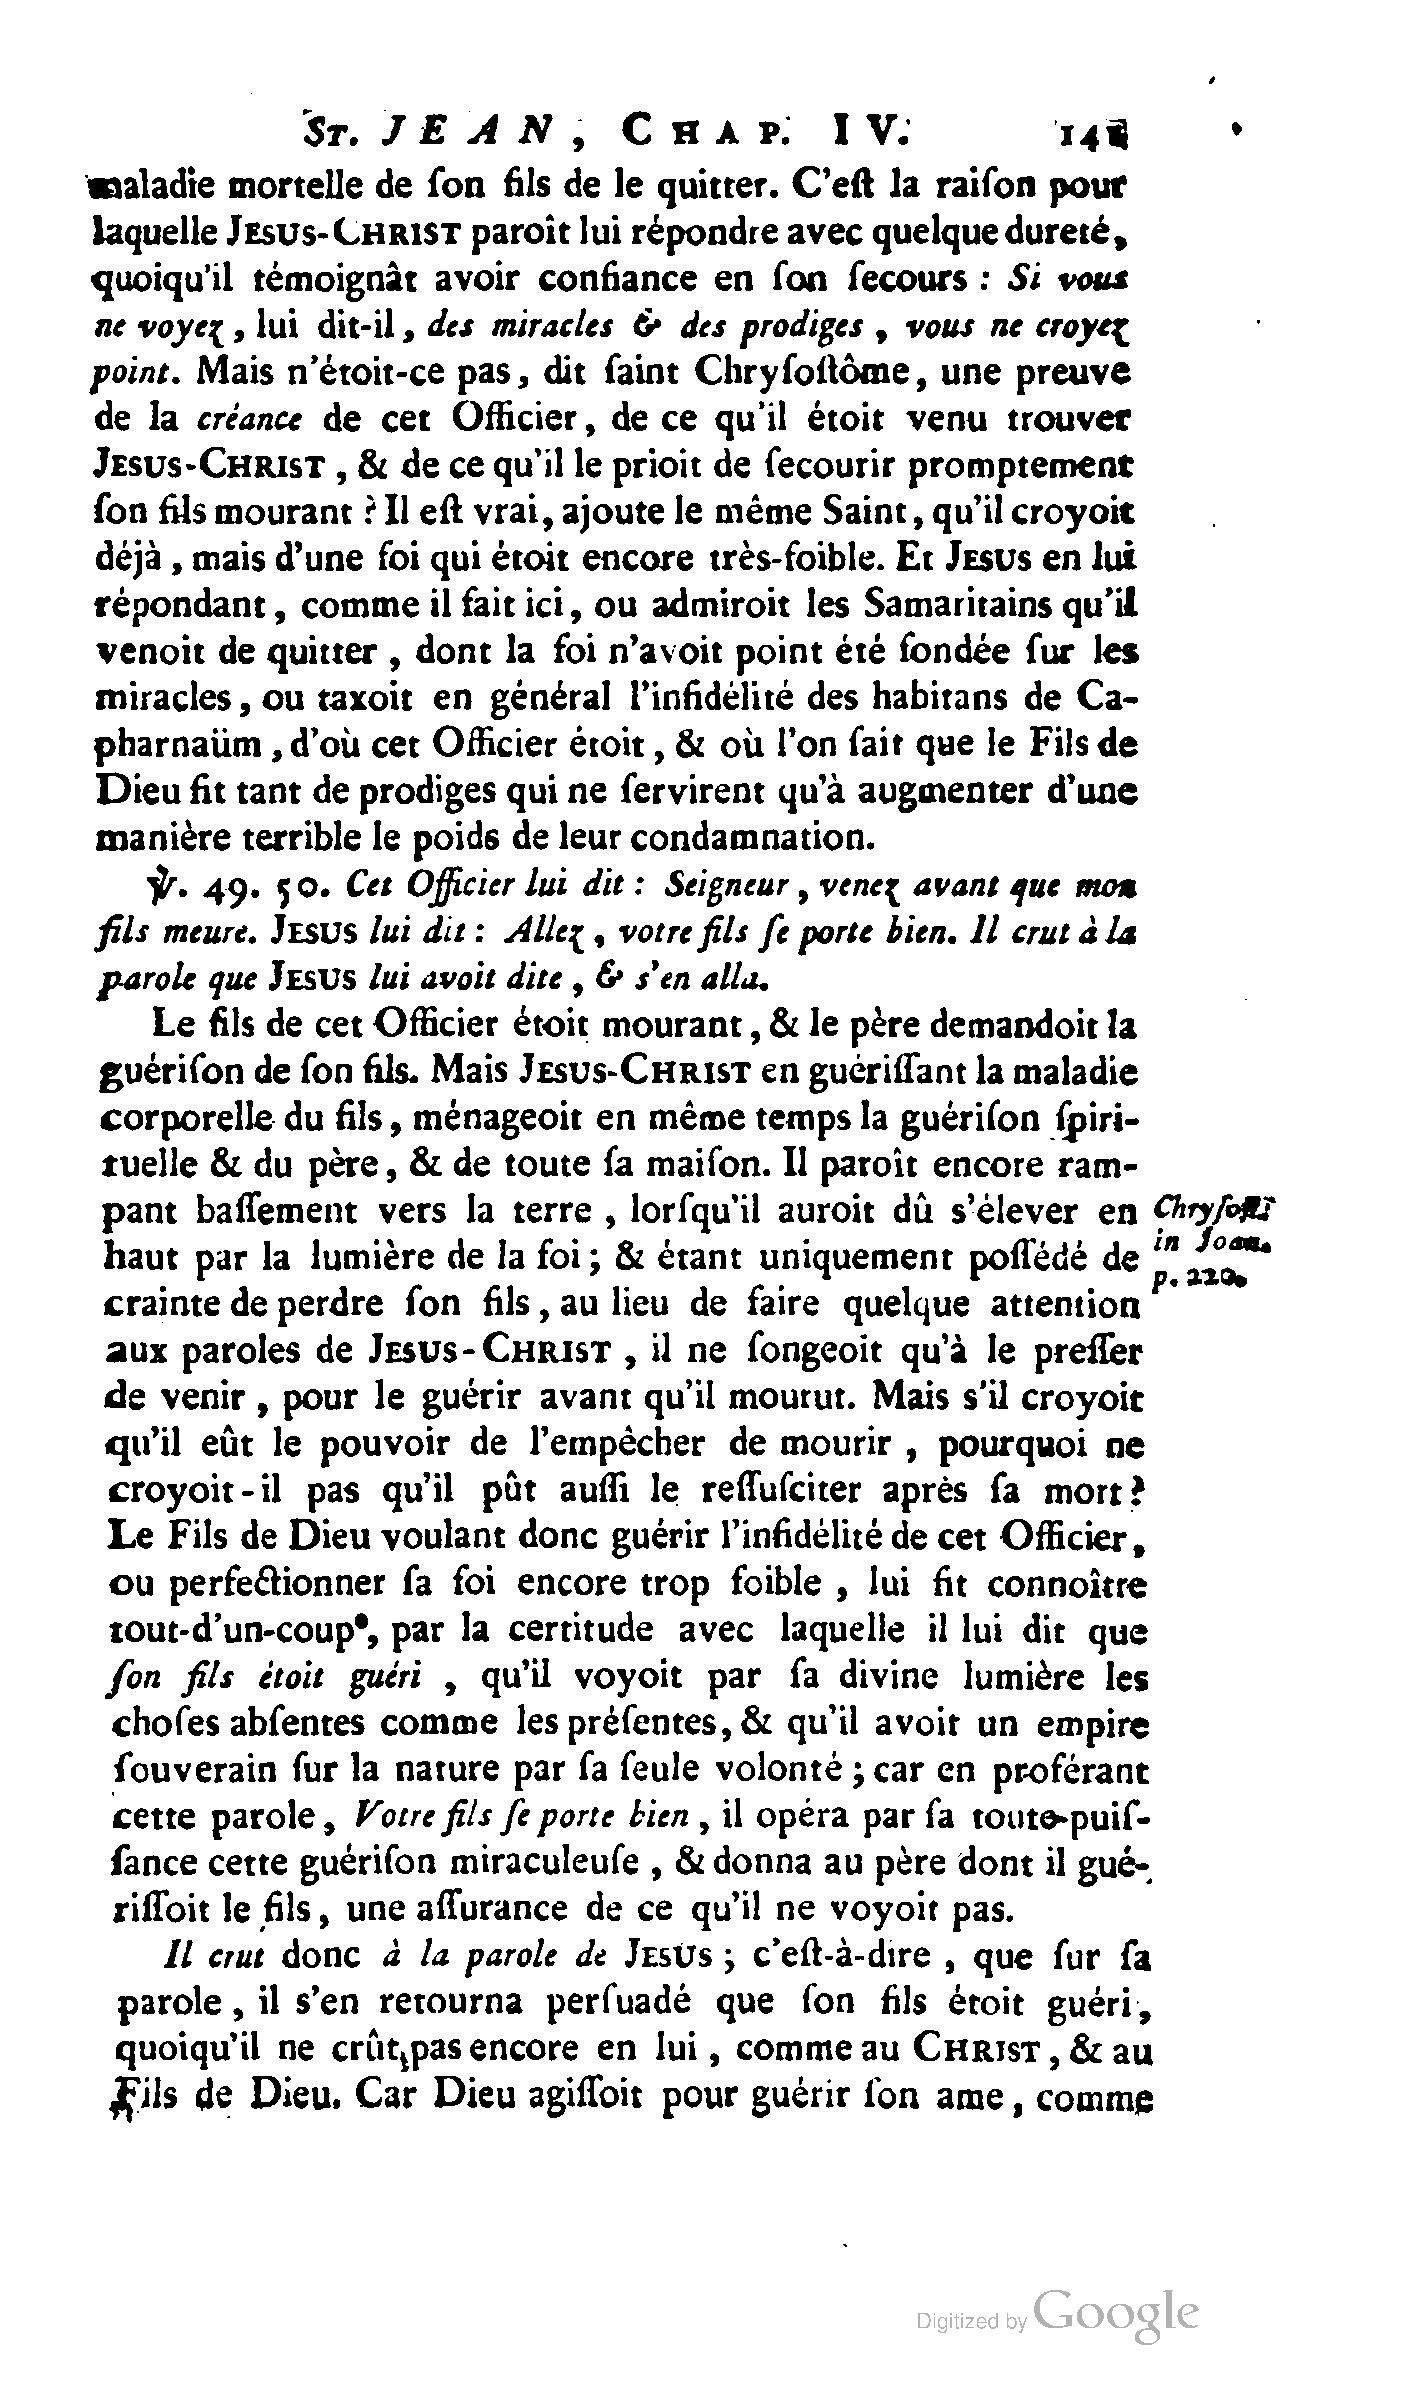 ST. JEAN, CHAP. IV. 141
maladie mortelle de ſon fils de le quitter. C'eſt la raiſon pour
laquelle JESUS-CHRIST paroît lui répondre avec quelque dureté,
quoiqu'il témoignât avoir confiance en ſon ſecours : Si vous
ne voyez, lui dit-il, des miracles & des prodiges, vous ne croyez
point. Mais n'étoit-ce pas, dit ſaint Chryſoſtôme, une preuve
de la créance de cet Officier, de ce qu'il étoit venu trouver
JESUS-CHRIST, & de ce qu'il le prioit de ſecourir promptement
ſon fils mourant ? Il eſt vrai, ajoute le même Saint, qu'il croyoit
déjà, mais d'une foi qui étoit encore très-foible. Et JESUS en lui
répondant, comme il fait ici, ou admiroit les Samaritains qu'il
venoit de quitter, dont la foi n'avoit point été fondée ſur les
miracles, ou taxoit en général l'infidélité des habitans de Ca-
pharnaüm, d'où cet Officier étoit, & où l'on ſait que le Fils de
Dieu fit tant de prodiges qui ne ſervirent qu'à augmenter d'une
manière terrible le poids de leur condamnation.
℣. 49. 50. Cet Officier lui dit : Seigneur, venez avant que mon
fils meure. JESUS lui dit : Allez, votre fils ſe porte bien. Il crut à la
parole que JESUS lui avoit dite, & s'en alla.
Le fils de cet Officier étoit mourant, & le père demandoit la
guériſon de ſon fils. Mais JESUS-CHRIST en guériſſant la maladie
corporelle du fils, ménageoit en même temps la guériſon ſpiri-
tuelle & du père, & de toute ſa maiſon. Il paroît encore ram-
pant baſſement vers la terre, lorſqu'il auroit dû s'élever en
haut par la lumière de la foi ; & étant uniquement poſſédé de
crainte de perdre ſon fils, au lieu de faire quelque attention
aux paroles de JESUS-CHRIST, il ne ſongeoit qu'à le preſſer
de venir, pour le guérir avant qu'il mourut. Mais s'il croyoit
qu'il eût le pouvoir de l'empêcher de mourir, pourquoi ne
croyoit-il pas qu'il pût auſſi le reſſuſciter après ſa mort ?
Le Fils de Dieu voulant donc guérir l'infidélité de cet Officier,
ou perfectionner ſa foi encore trop foible, lui fit connoître
tout-d'un-coup, par la certitude avec laquelle il lui dit que
ſon fils étoit guéri, qu'il voyoit par ſa divine lumière les
choſes abſentes comme les préſentes, & qu'il avoit un empire
ſouverain ſur la nature par ſa ſeule volonté ; car en proférant
cette parole, Votre fils ſe porte bien, il opéra par ſa toute-puiſ-
ſance cette guériſon miraculeuſe, & donna au père dont il gué-
riſſoit le fils, une aſſurance de ce qu'il ne voyoit pas.
Il crut donc à la parole de JESUS ; c'eſt-à-dire, que ſur ſa
parole, il s'en retourna perſuadé que ſon fils étoit guéri,
quoiqu'il ne crût pas encore en lui, comme au CHRIST, & au
Fils de Dieu. Car Dieu agiſſoit pour guérir ſon ame, comme
Chryſoſt.
in Joan.
p. 220.
Digitized by Google